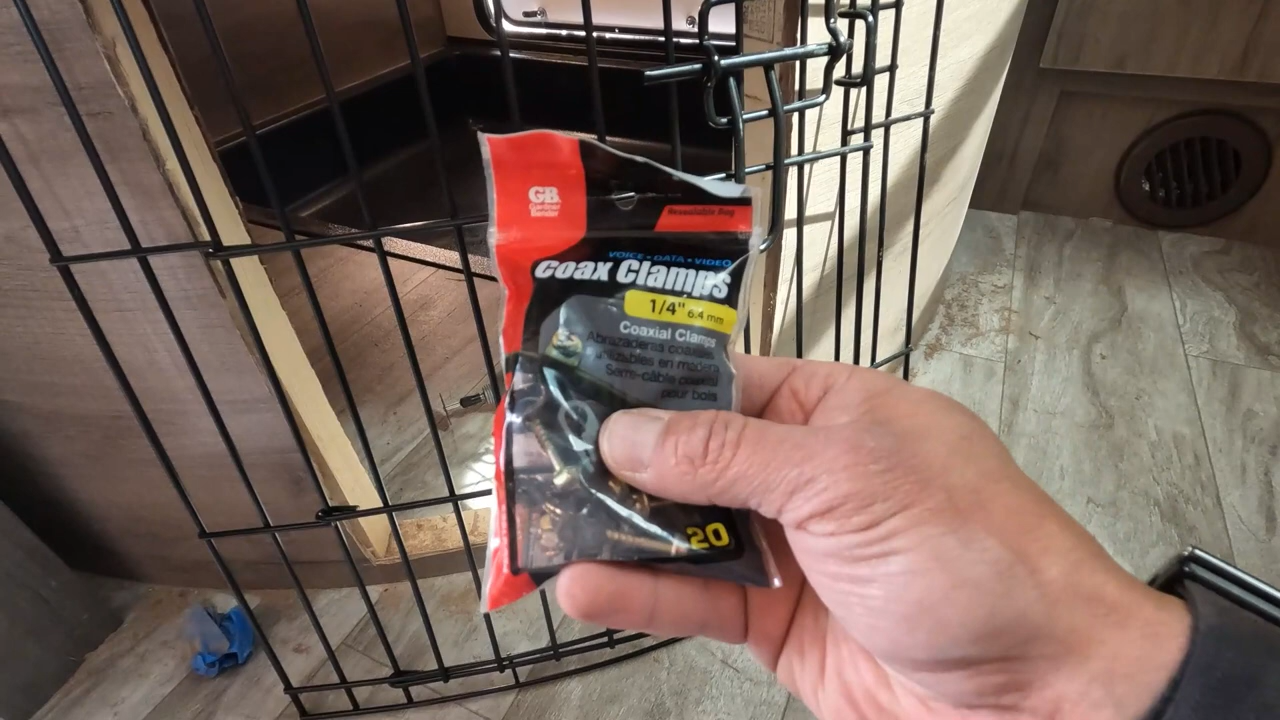 GB
Gardner
Bender
Resealable Bag
VOICE • DATA • VIDEO
coax Clamps
1/4" 6.4 mm
Coaxial Clamps
Abrazaderas coaxiales
utilizables en madera
Serre-câble coaxial
pour bois
20